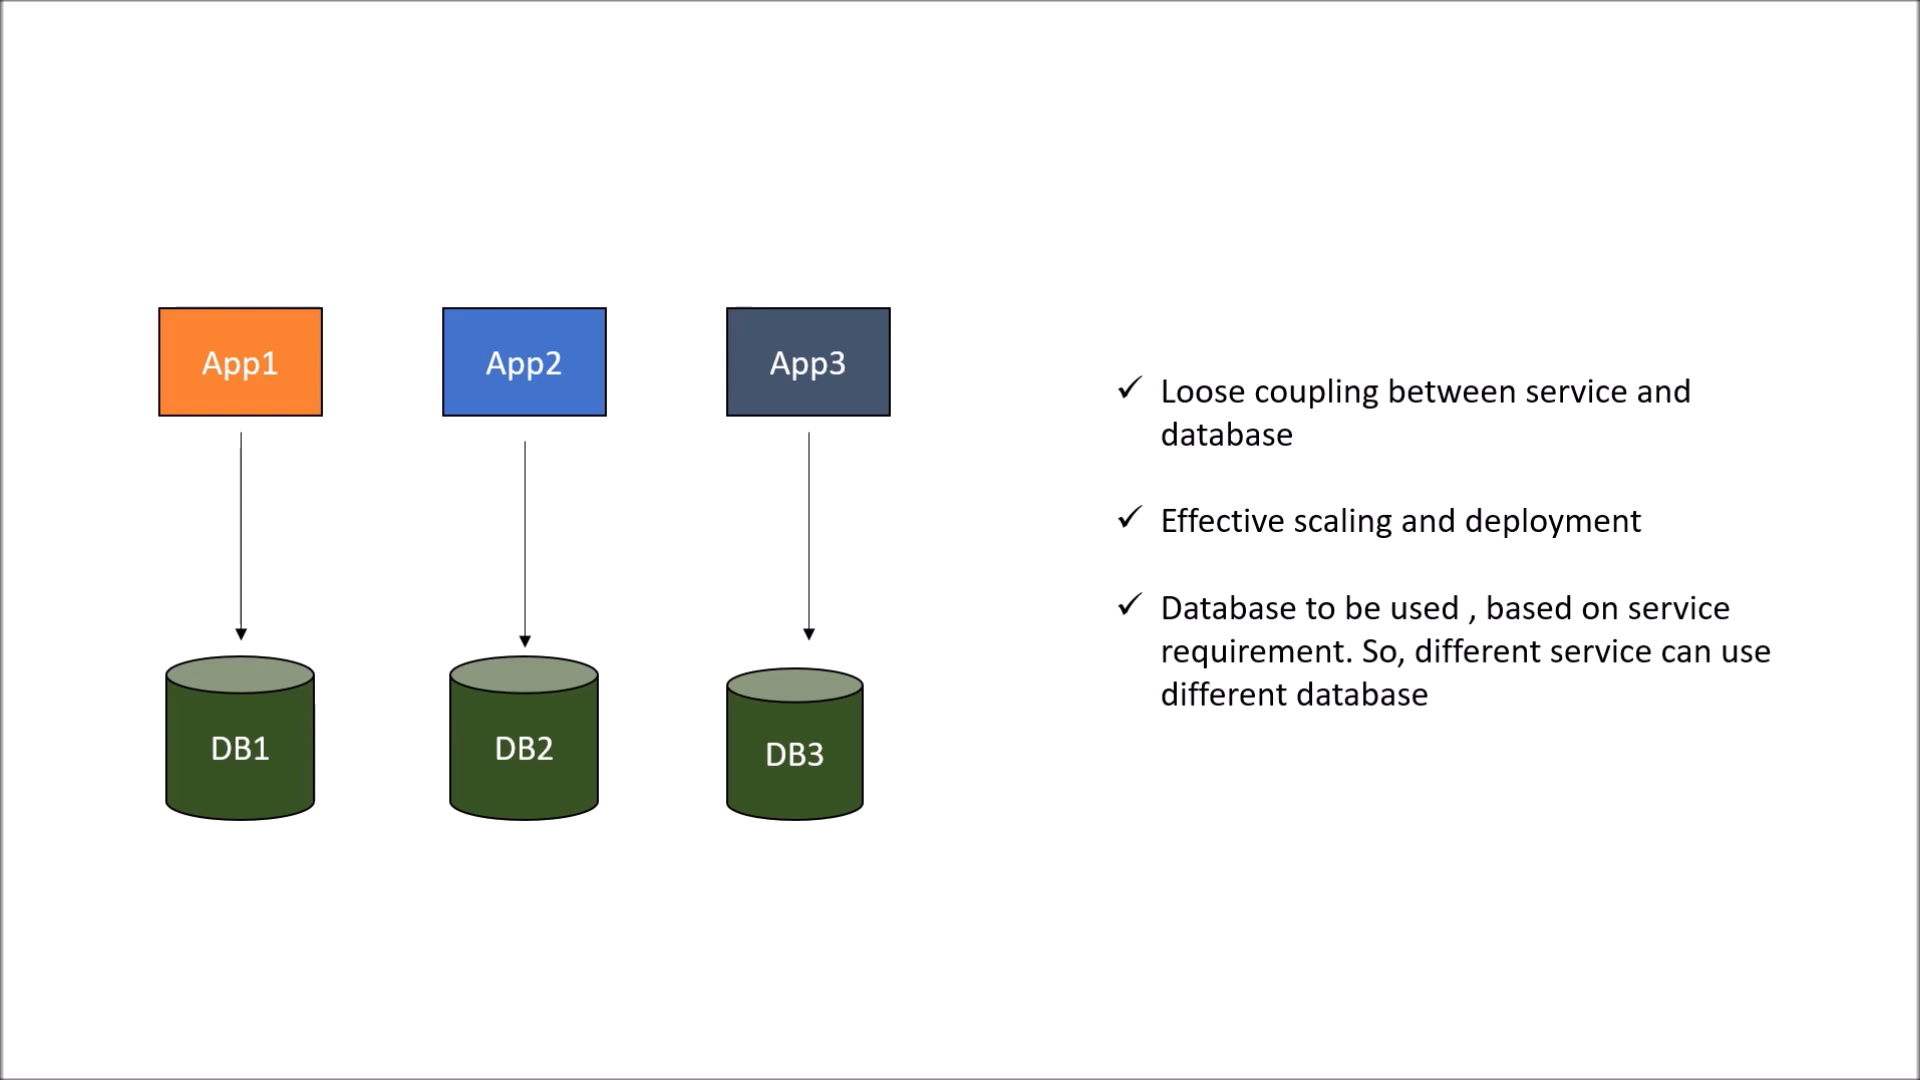 App1
App2
App3
DB1
DB2
DB3
✓ Loose coupling between service and
database
✓ Effective scaling and deployment
✓ Database to be used , based on service
requirement. So, different service can use
different database